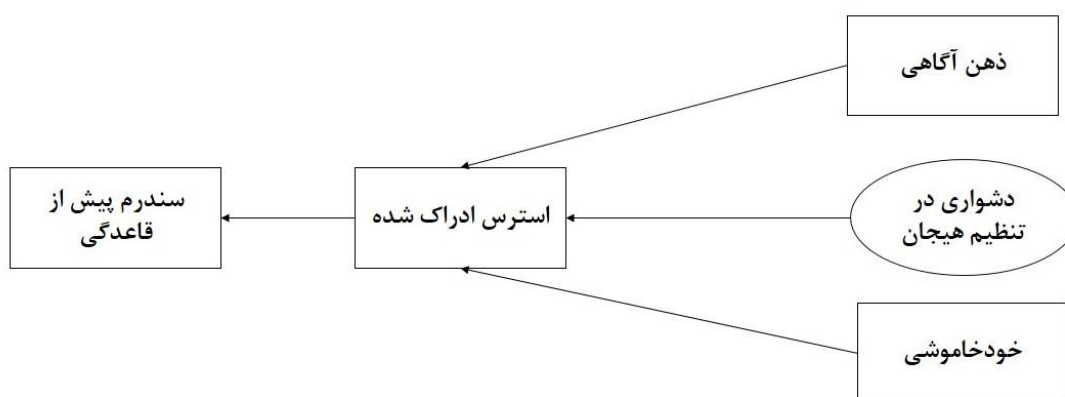 ذهن آگاهی
دشواری در
تنظیم هیجان
خودخاموشی
استرس ادراک شده
سندرم پیش از
قاعدگی